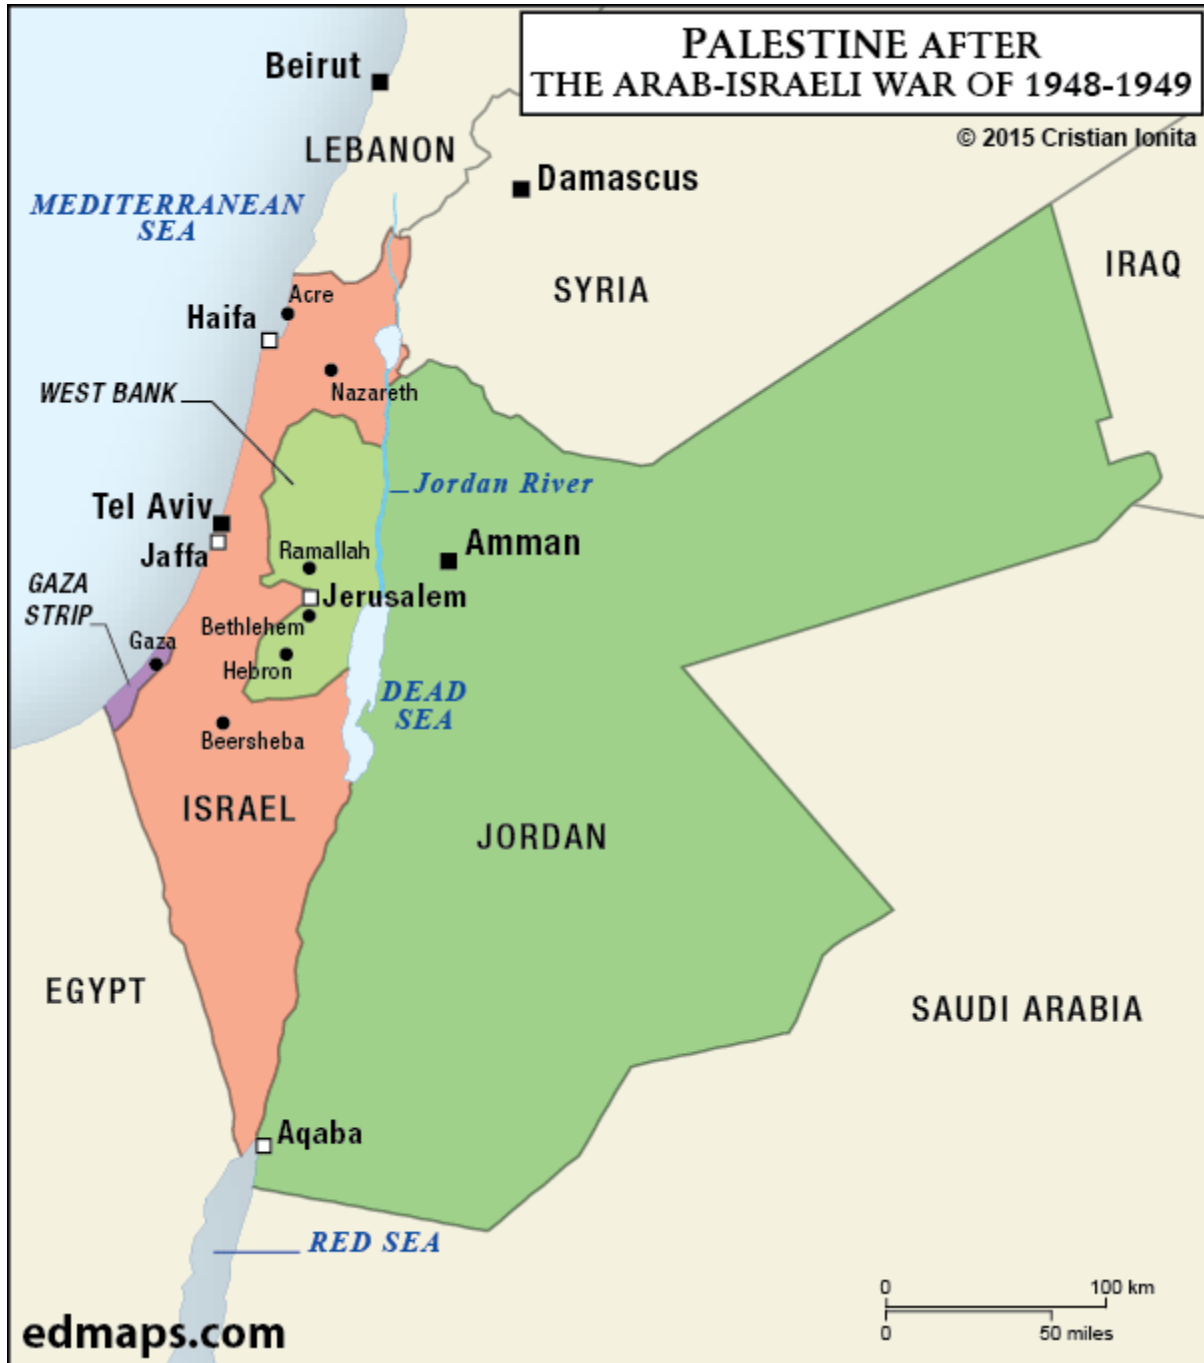 PALESTINE AFTER
THE ARAB-ISRAELI WAR OF 1948-1949
© 2015 Cristian Ionita
Beirut
LEBANON
Damascus
MEDITERRANEAN
SEA
SYRIA
IRAQ
Acre
Haifa
Nazareth
WEST BANK
Jordan River
Tel Aviv
Jaffa
Ramallah
Amman
GAZA
STRIP
Jerusalem
Bethlehem
Gaza
Hebron
DEAD
SEA
Beersheba
ISRAEL
JORDAN
EGYPT
SAUDI ARABIA
Aqaba
RED SEA
0 100 km
0 50 miles
edmaps.com